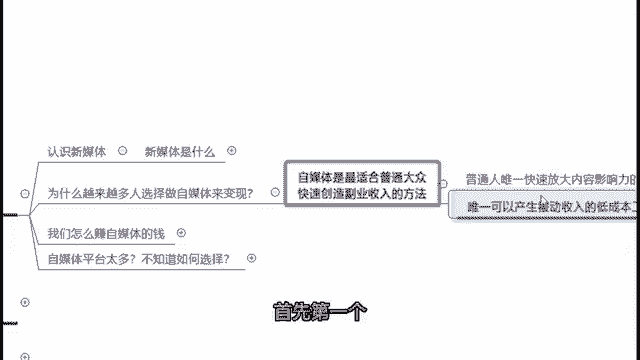 认识新媒体
新媒体是什么
为什么越来越多人选择做自媒体来变现？
自媒体是最适合普通大众
快速创造副业收入的方法
普通人唯一快速放大内容影响力的
唯一可以产生被动收入的低成本工
我们怎么赚自媒体的钱
自媒体平台太多？不知道如何选择？
首先第一个